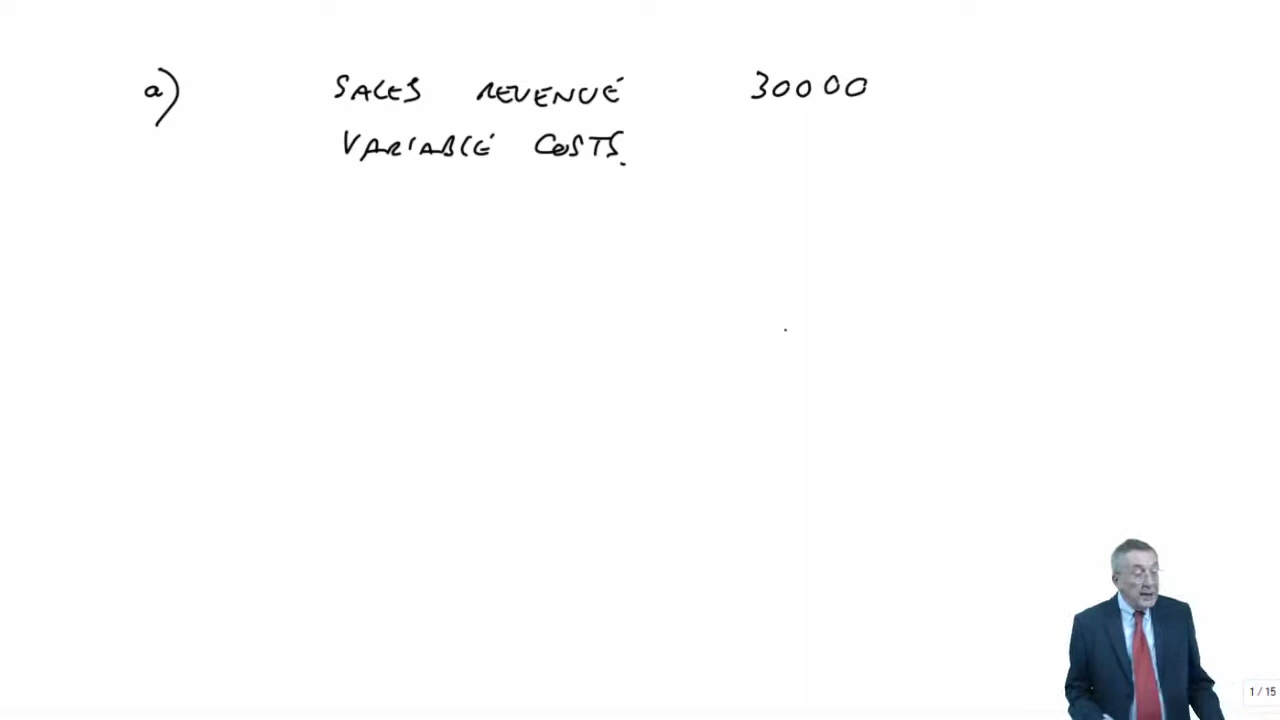 a) SALES REVENUE 30000
VARIABLE COSTS.
1 / 15